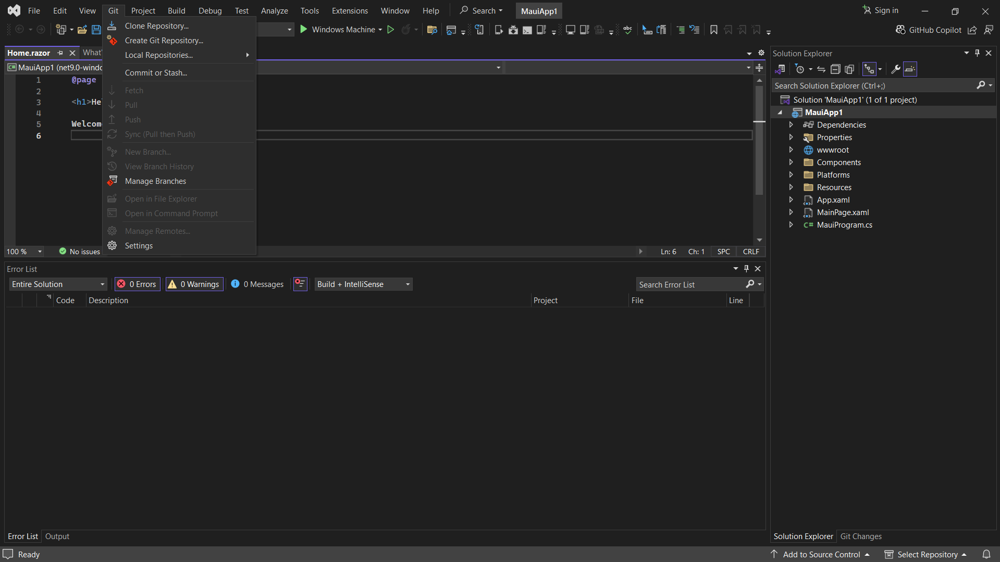 File Edit View Git Project Build Debug Test Analyze Tools Extensions Window Help Search MauiApp1 Sign in
Windows Machine abc GitHub Copilot
Clone Repository...
Create Git Repository...
Local Repositories...
Commit or Stash...
Fetch
Pull
Push
Sync (Pull then Push)
New Branch...
View Branch History
Manage Branches
Open in File Explorer
Open in Command Prompt
Manage Remotes...
Settings
Home.razor
C# MauiApp1
1 @page
2
3 <h1>
4
5
6
100 % No issues Ln: 6 Ch: 1 SPC CRLF
Error List
Entire Solution 0 Errors 0 Warnings 0 Messages Build + IntelliSense Search Error List
Code Description Project File Line
Error List Output
Solution Explorer
Search Solution Explorer (Ctrl+;)
Solution 'MauiApp1' (1 of 1 project)
MauiApp1
Dependencies
Properties
wwwroot
Components
Platforms
Resources
App.xaml
MainPage.xaml
C# MauiProgram.cs
Solution Explorer Git Changes
Ready Add to Source Control Select Repository